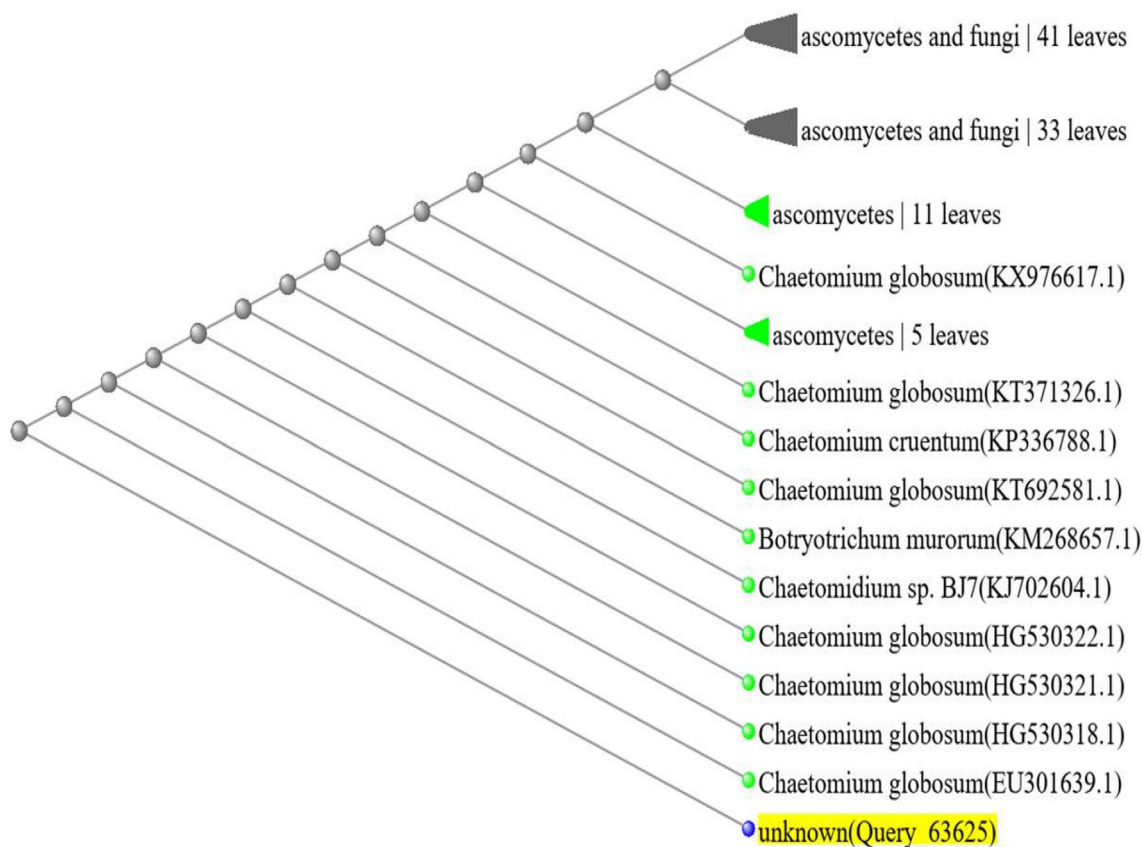 ascomycetes and fungi | 41 leaves
ascomycetes and fungi | 33 leaves
ascomycetes | 11 leaves
Chaetomium globosum(KX976617.1)
ascomycetes | 5 leaves
Chaetomium globosum(KT371326.1)
Chaetomium cruentum(KP336788.1)
Chaetomium globosum(KT692581.1)
Botryotrichum murorum(KM268657.1)
Chaetomidium sp. BJ7(KJ702604.1)
Chaetomium globosum(HG530322.1)
Chaetomium globosum(HG530321.1)
Chaetomium globosum(HG530318.1)
Chaetomium globosum(EU301639.1)
unknown(Query_63625)